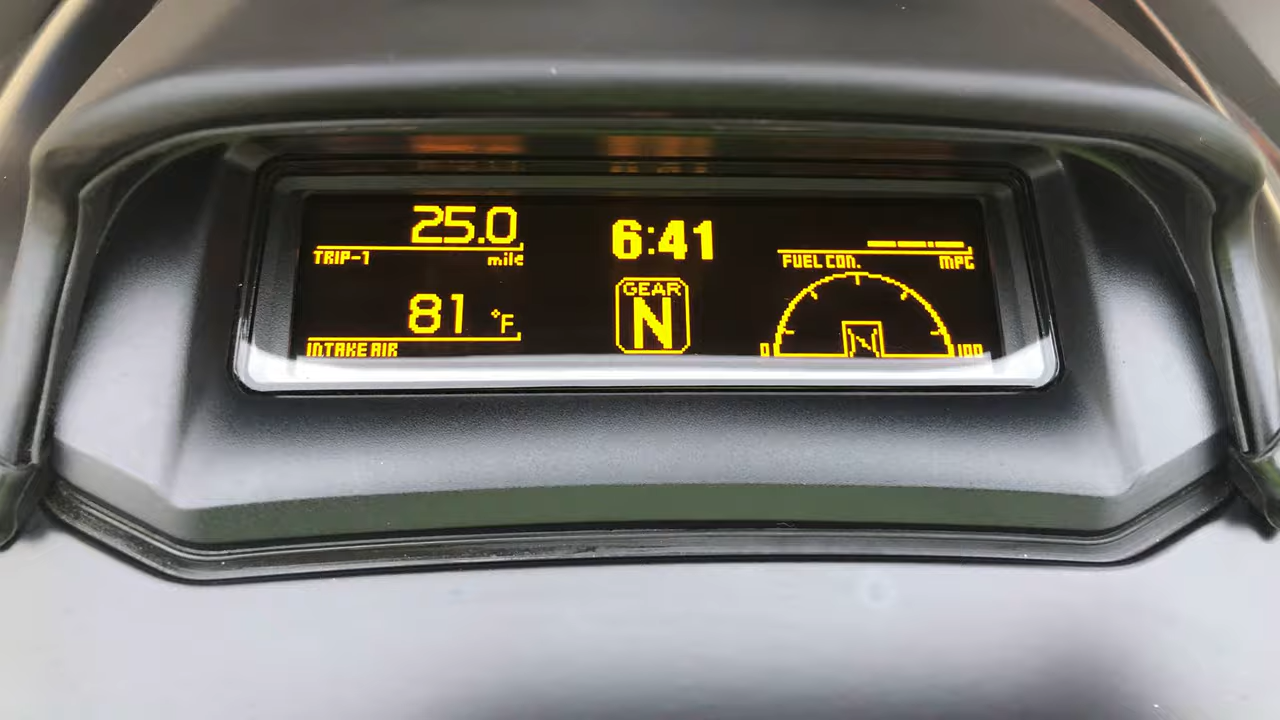 25.0
TRIP-1 mile
81 °F
INTAKE AIR
6:41
GEAR
N
--.-
FUEL CON. MPG
N
0 100